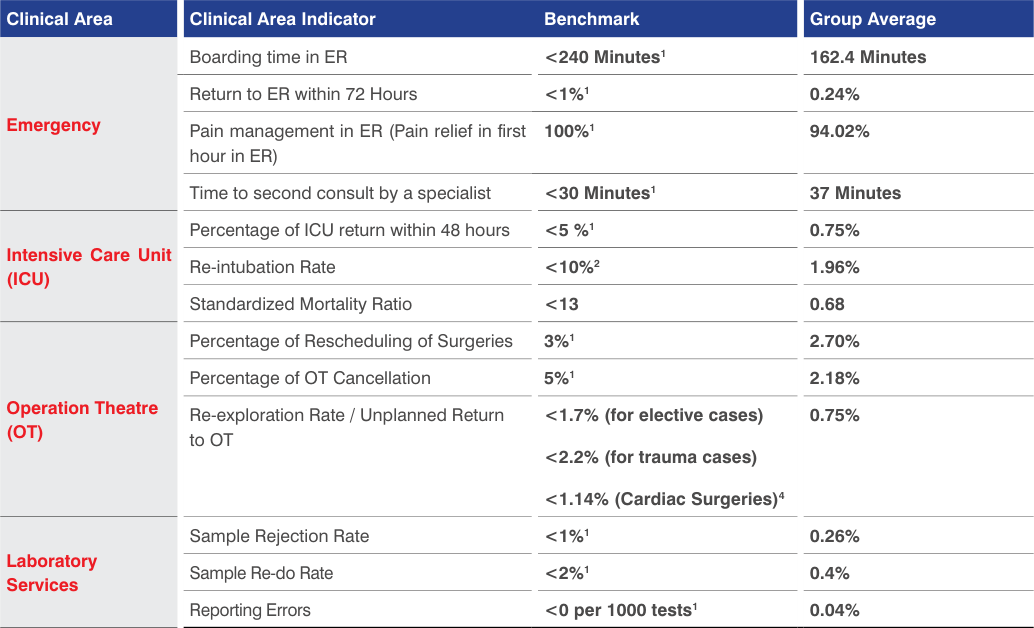 Clinical Area Clinical Area Indicator Benchmark Group Average
Emergency
Boarding time in ER <240 Minutes¹ 162.4 Minutes
Return to ER within 72 Hours <1%¹ 0.24%
Pain management in ER (Pain relief in first 100%¹ 94.02%
hour in ER)
Time to second consult by a specialist <30 Minutes¹ 37 Minutes
Intensive Care Unit
(ICU)
Percentage of ICU return within 48 hours <5 %¹ 0.75%
Re-intubation Rate <10%² 1.96%
Standardized Mortality Ratio <13 0.68
Operation Theatre
(OT)
Percentage of Rescheduling of Surgeries 3%¹ 2.70%
Percentage of OT Cancellation 5%¹ 2.18%
Re-exploration Rate / Unplanned Return <1.7% (for elective cases) 0.75%
to OT
<2.2% (for trauma cases)
<1.14% (Cardiac Surgeries)⁴
Laboratory
Services
Sample Rejection Rate <1%¹ 0.26%
Sample Re-do Rate <2%¹ 0.4%
Reporting Errors <0 per 1000 tests¹ 0.04%